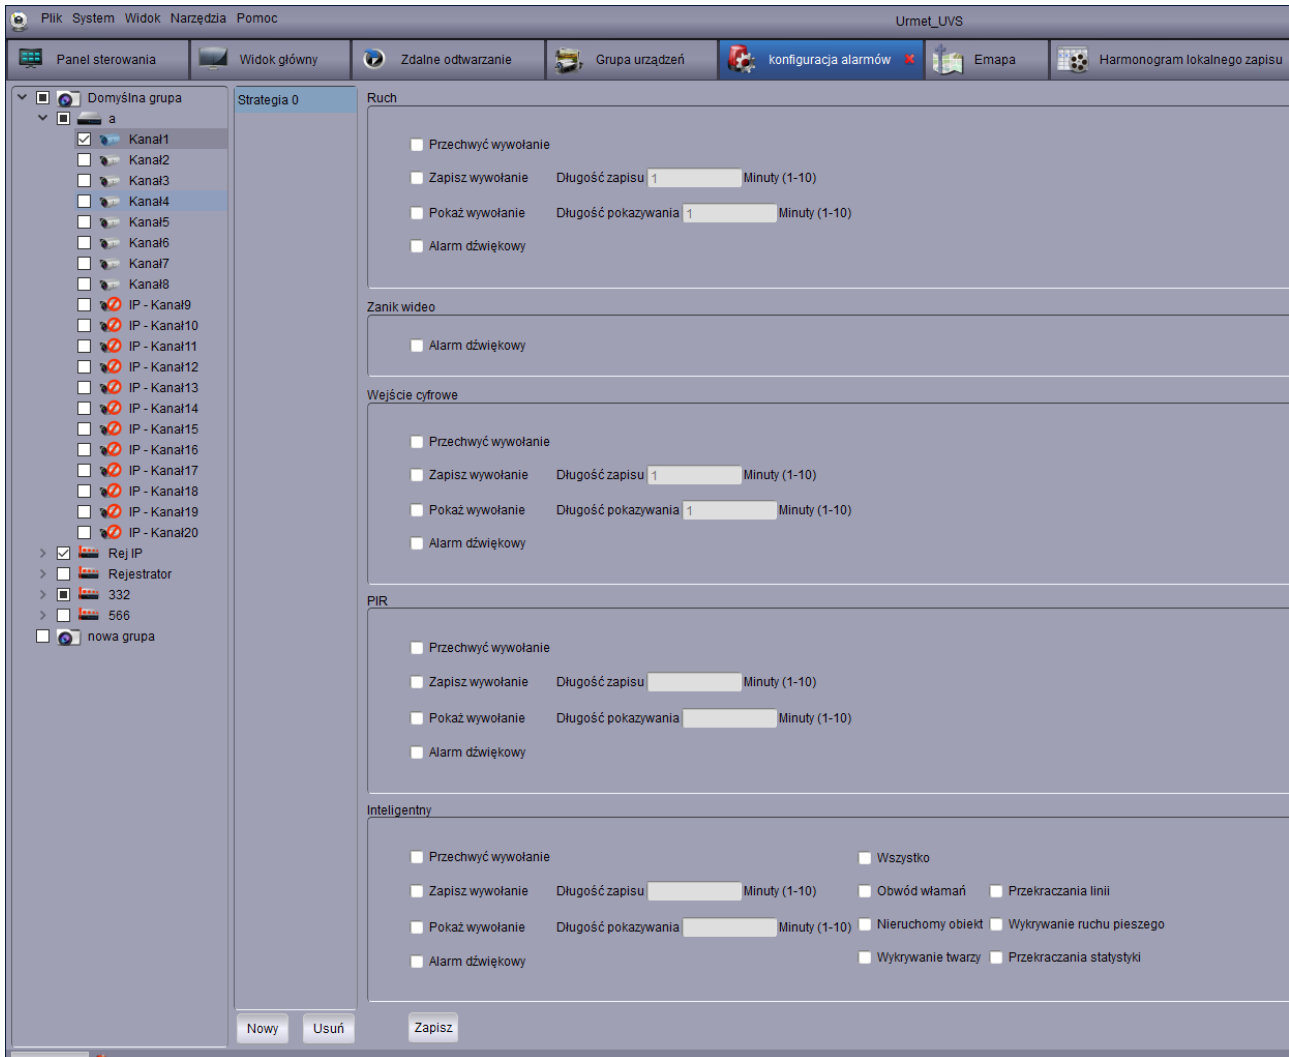 Plik System Widok Narzędzia Pomoc
Urmet_UVS
Panel sterowania
Widok główny
Zdalne odtwarzanie
Grupa urządzeń
konfiguracja alarmów
Emapa
Harmonogram lokalnego zapisu
Domyślna grupa
a
Kanał1
Kanał2
Kanał3
Kanał4
Kanał5
Kanał6
Kanał7
Kanał8
IP - Kanał9
IP - Kanał10
IP - Kanał11
IP - Kanał12
IP - Kanał13
IP - Kanał14
IP - Kanał15
IP - Kanał16
IP - Kanał17
IP - Kanał18
IP - Kanał19
IP - Kanał20
Rej IP
Rejestrator
332
566
nowa grupa
Strategia 0
Nowy
Usuń
Ruch
Przechwyć wywołanie
Zapisz wywołanie Długość zapisu 1 Minuty (1-10)
Pokaż wywołanie Długość pokazywania 1 Minuty (1-10)
Alarm dźwiękowy
Zanik wideo
Alarm dźwiękowy
Wejście cyfrowe
Przechwyć wywołanie
Zapisz wywołanie Długość zapisu 1 Minuty (1-10)
Pokaż wywołanie Długość pokazywania 1 Minuty (1-10)
Alarm dźwiękowy
PIR
Przechwyć wywołanie
Zapisz wywołanie Długość zapisu Minuty (1-10)
Pokaż wywołanie Długość pokazywania Minuty (1-10)
Alarm dźwiękowy
Inteligentny
Przechwyć wywołanie Wszystko
Zapisz wywołanie Długość zapisu Minuty (1-10) Obwód włamań Przekraczania linii
Pokaż wywołanie Długość pokazywania Minuty (1-10) Nieruchomy obiekt Wykrywanie ruchu pieszego
Alarm dźwiękowy Wykrywanie twarzy Przekraczania statystyki
Zapisz